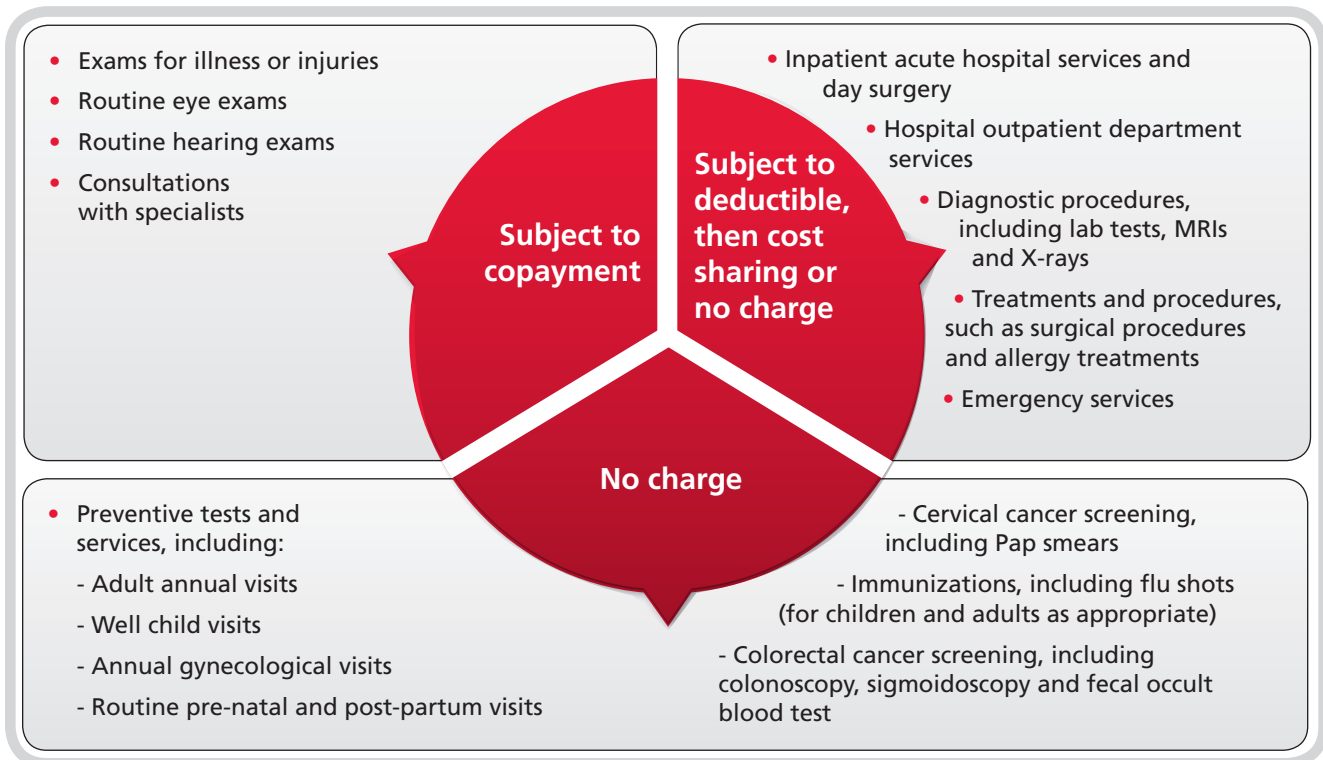 • Exams for illness or injuries
• Routine eye exams
• Routine hearing exams
• Consultations
with specialists
Subject to
copayment
• Inpatient acute hospital services and
day surgery
• Hospital outpatient department
services
• Diagnostic procedures,
including lab tests, MRIs
and X-rays
• Treatments and procedures,
such as surgical procedures
and allergy treatments
• Emergency services
Subject to
deductible,
then cost
sharing or
no charge
No charge
• Preventive tests and
services, including:
- Adult annual visits
- Well child visits
- Annual gynecological visits
- Routine pre-natal and post-partum visits
- Cervical cancer screening,
including Pap smears
- Immunizations, including flu shots
(for children and adults as appropriate)
- Colorectal cancer screening, including
colonoscopy, sigmoidoscopy and fecal occult
blood test